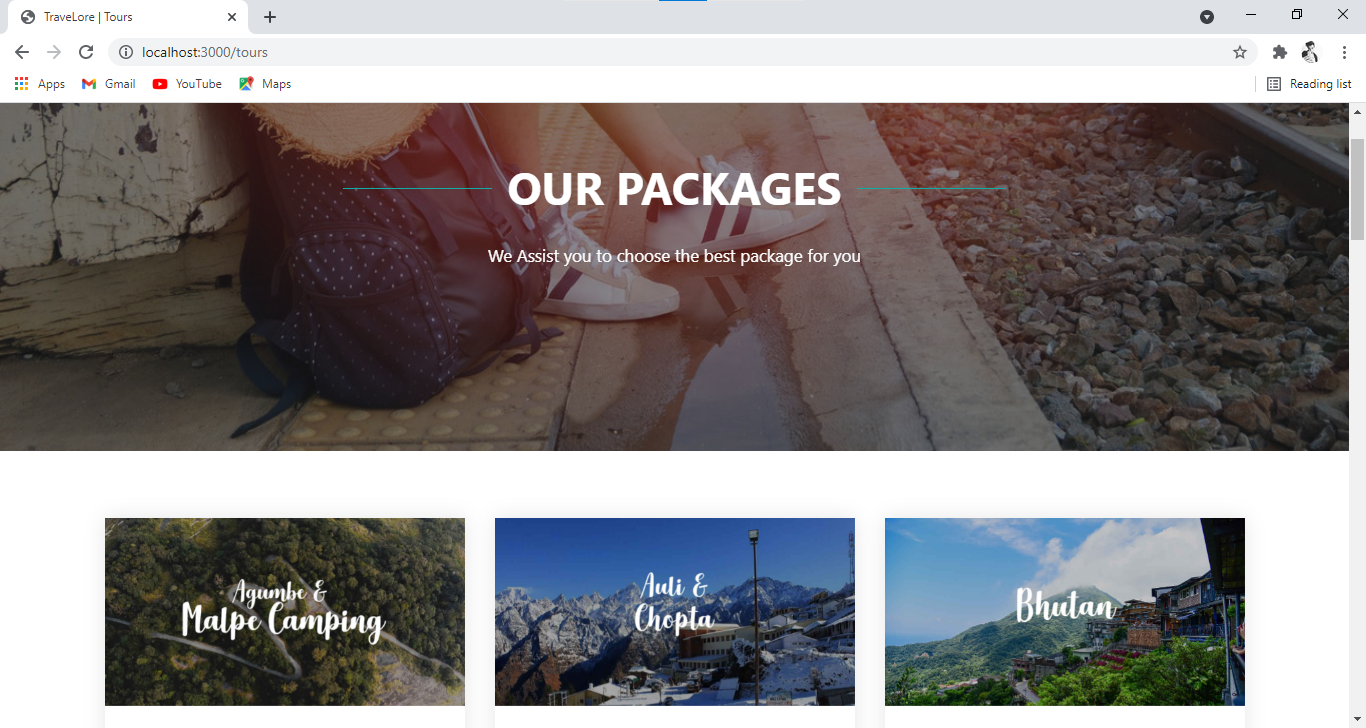 TraveLore | Tours
localhost:3000/tours
Apps Gmail YouTube Maps Reading list
OUR PACKAGES
We Assist you to choose the best package for you
Agumbe &
Malpe Camping
Auli &
Chopta
Bhutan